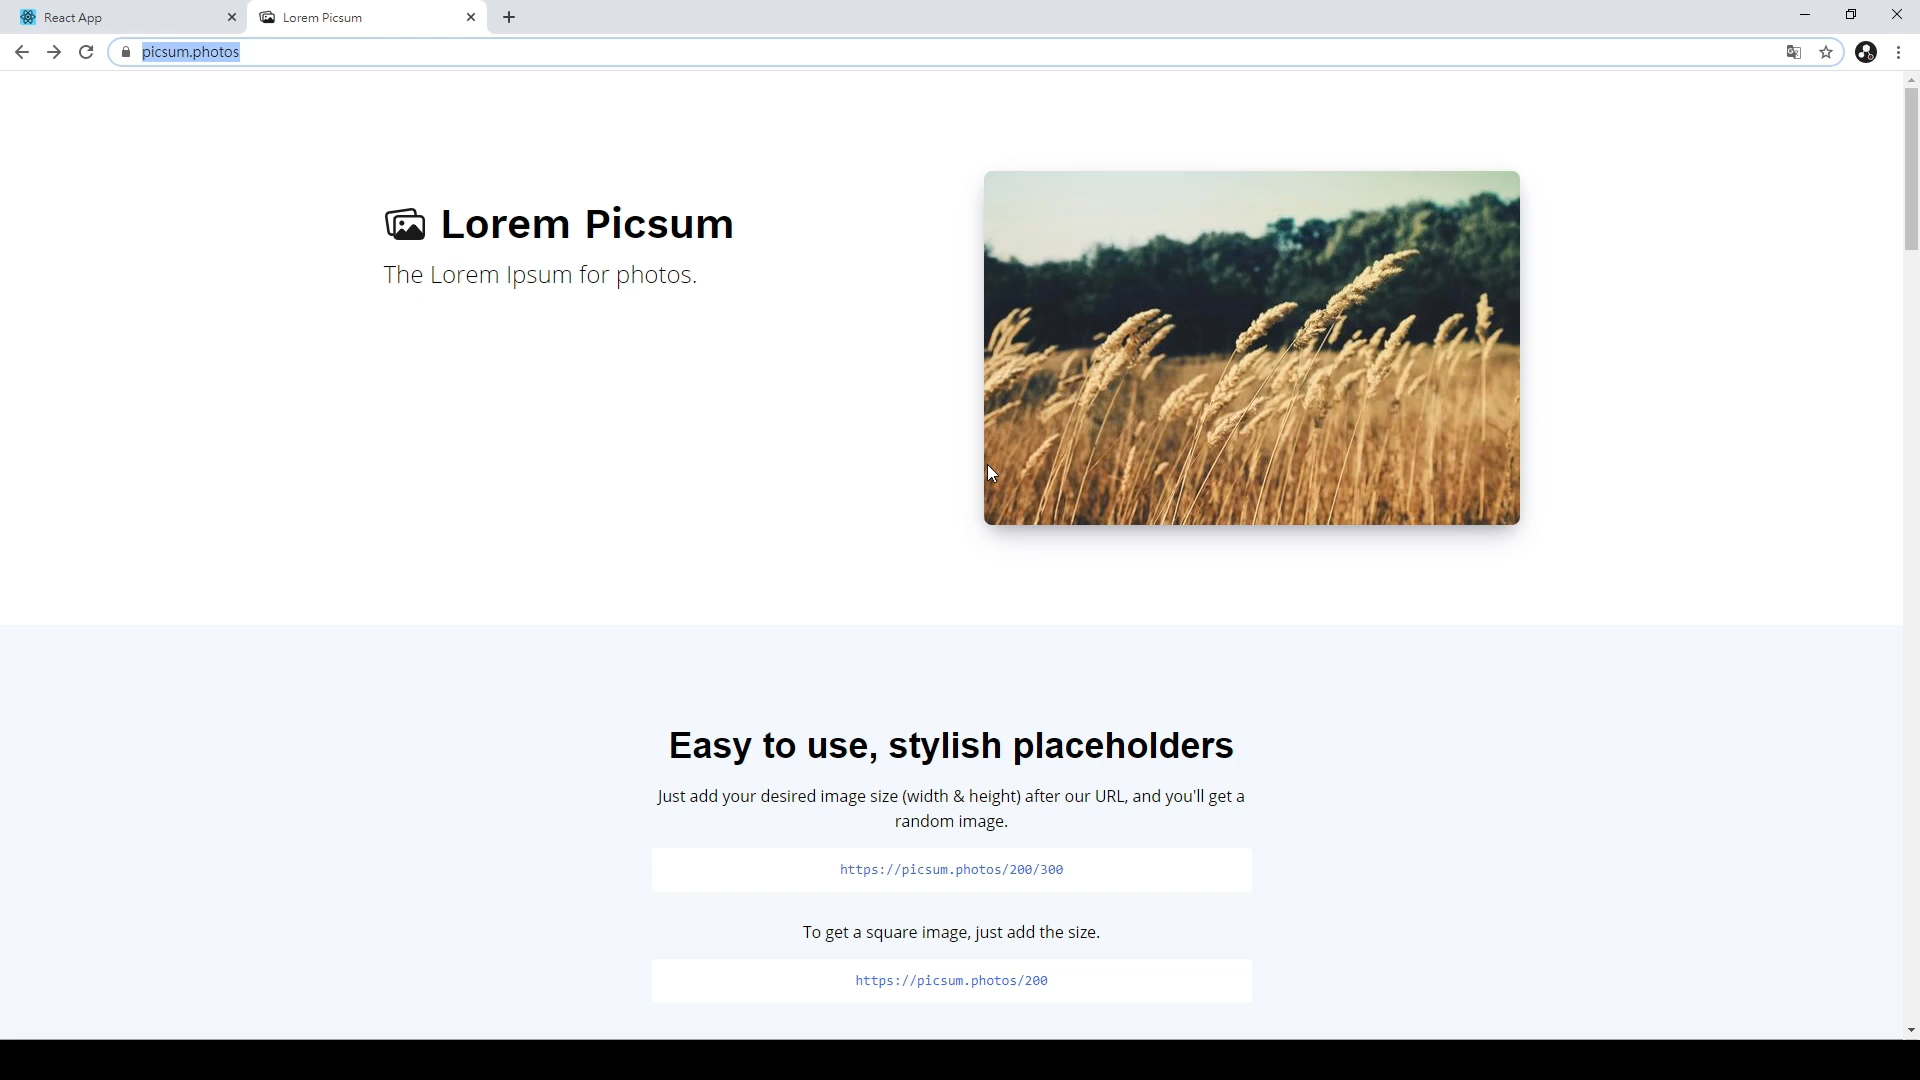 React App
Lorem Picsum
picsum.photos
Lorem Picsum
The Lorem Ipsum for photos.
Easy to use, stylish placeholders
Just add your desired image size (width & height) after our URL, and you'll get a
random image.
https://picsum.photos/200/300
To get a square image, just add the size.
https://picsum.photos/200